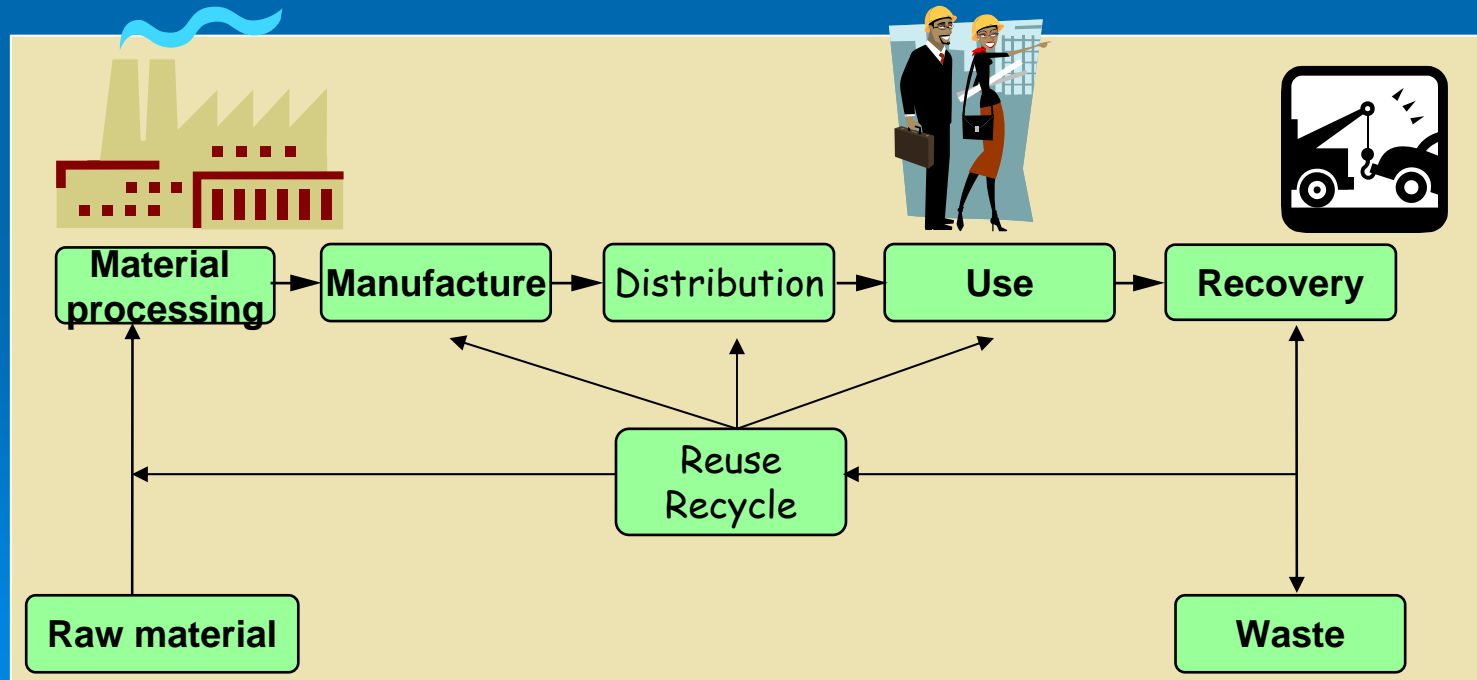 Material
processing
Manufacture
Distribution
Use
Recovery
Reuse
Recycle
Raw material
Waste